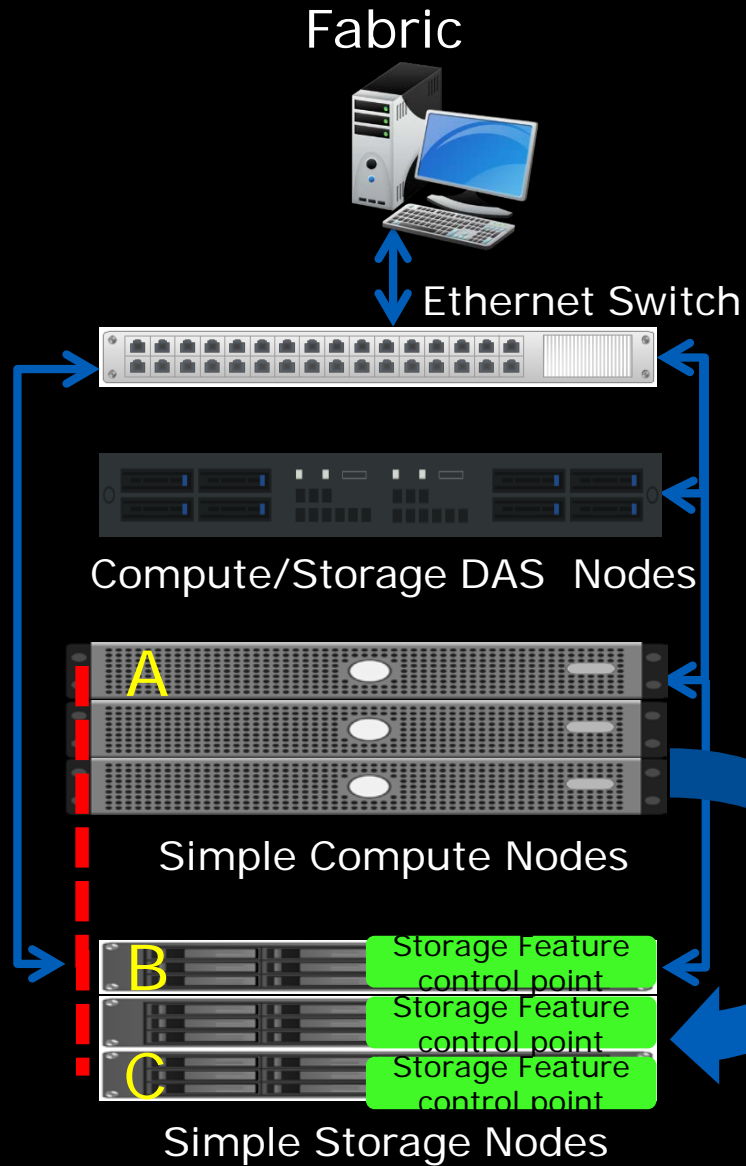 Fabric
Ethernet Switch
Compute/Storage DAS Nodes
A
Simple Compute Nodes
B
Storage Feature
control point
Storage Feature
control point
C
Storage Feature
control point
Simple Storage Nodes